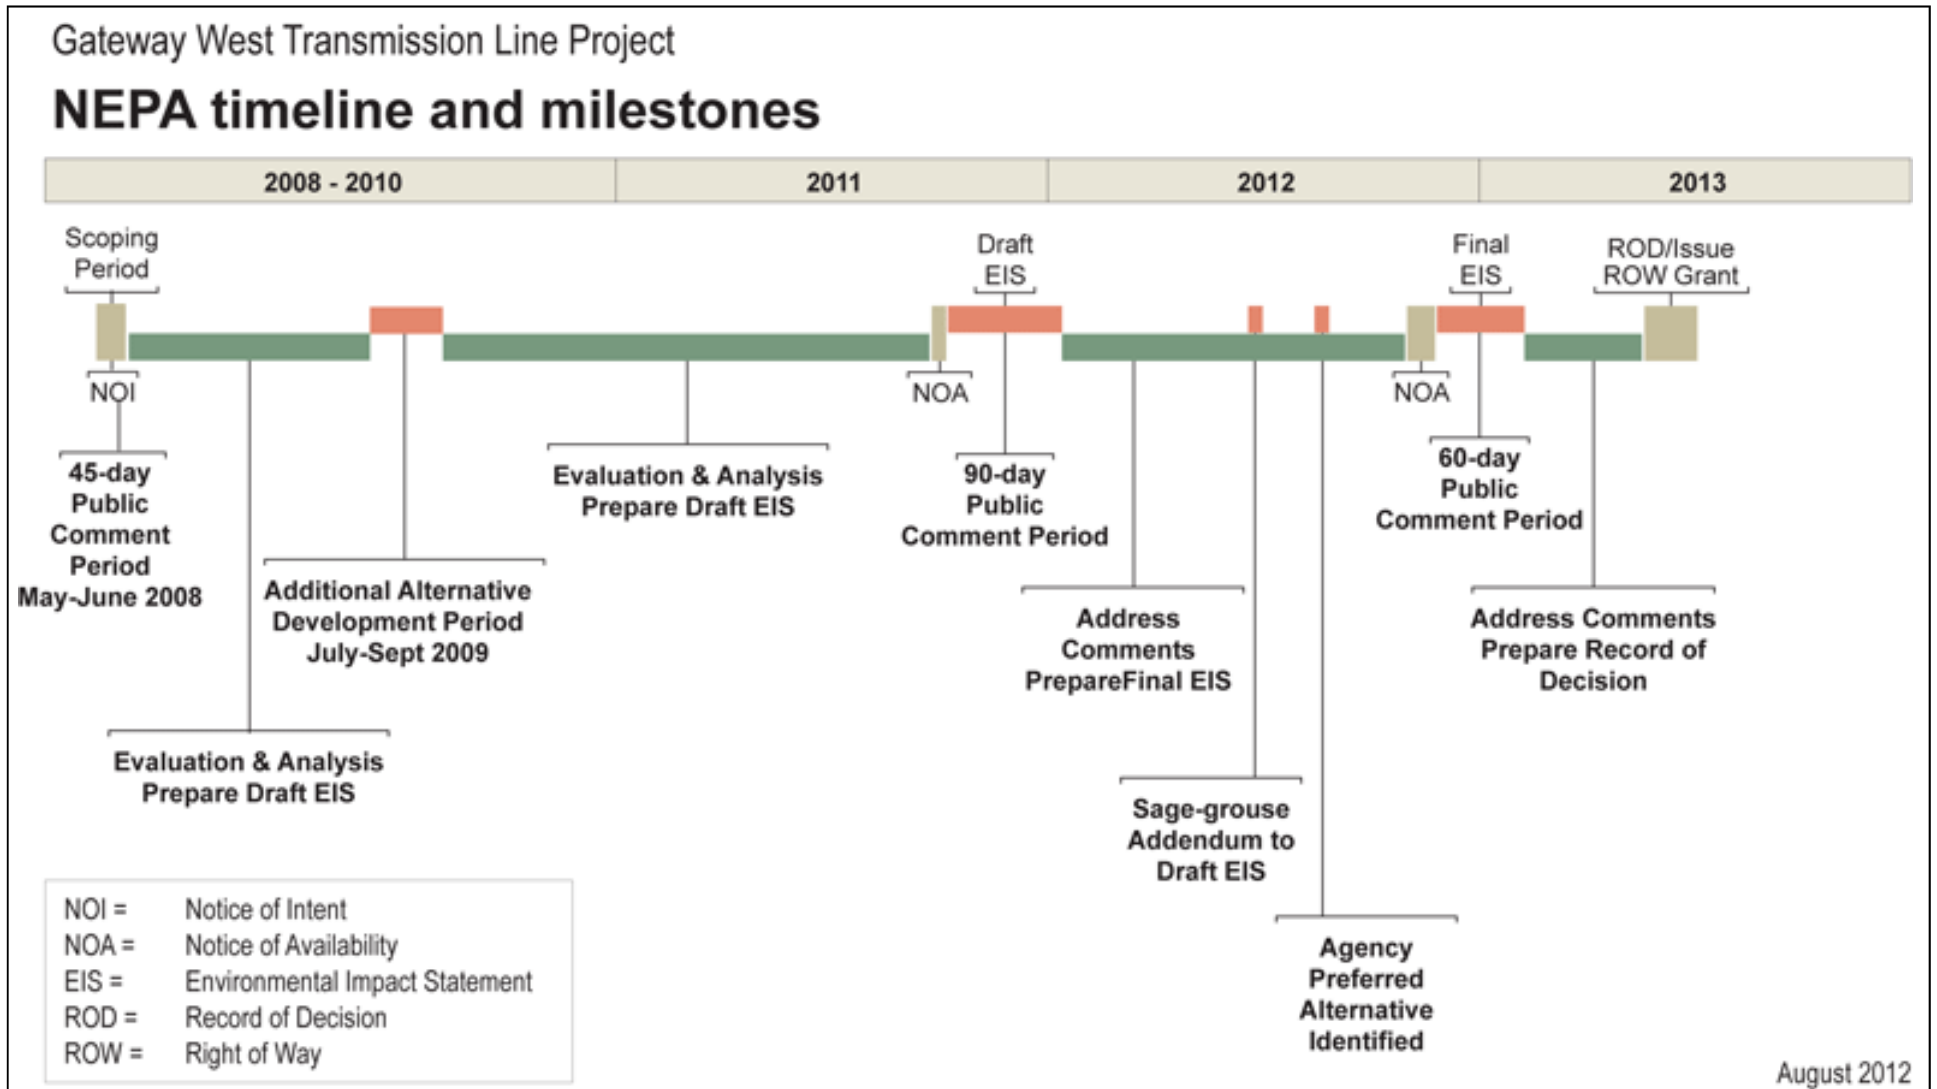 Gateway West Transmission Line Project
NEPA timeline and milestones
2008 - 2010
2011
2012
2013
Scoping
Period
Draft
EIS
Final
EIS
ROD/Issue
ROW Grant
NOI
NOA
NOA
45-day
Public
Comment
Period
May-June 2008
Evaluation & Analysis
Prepare Draft EIS
Additional Alternative
Development Period
July-Sept 2009
Evaluation & Analysis
Prepare Draft EIS
90-day
Public
Comment Period
Address
Comments
PrepareFinal EIS
Sage-grouse
Addendum to
Draft EIS
Agency
Preferred
Alternative
Identified
60-day
Public
Comment Period
Address Comments
Prepare Record of
Decision
NOI = Notice of Intent
NOA = Notice of Availability
EIS = Environmental Impact Statement
ROD = Record of Decision
ROW = Right of Way
August 2012